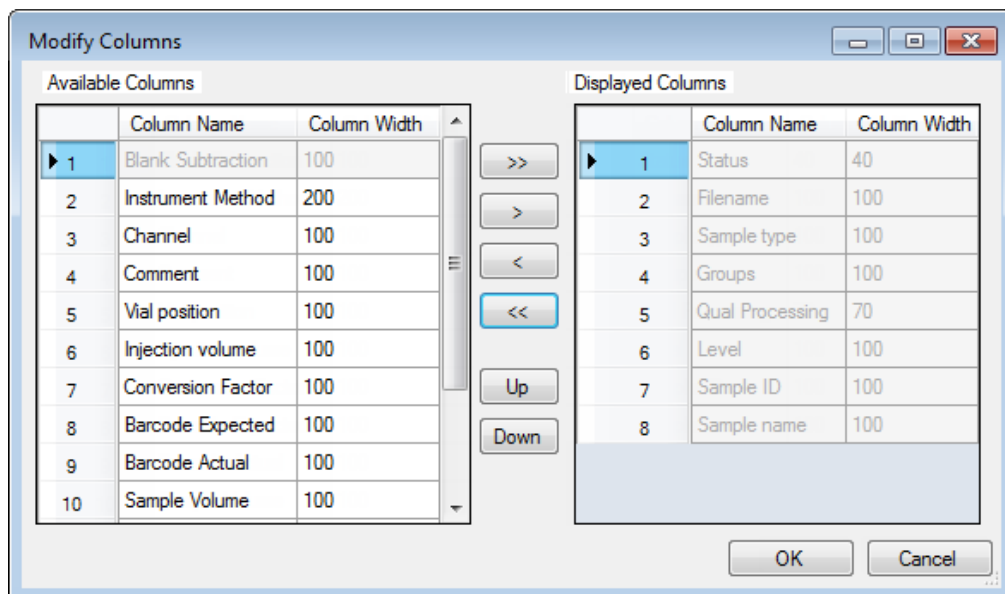 Modify Columns
Available Columns
Column Name Column Width
1 Blank Subtraction 100
2 Instrument Method 200
3 Channel 100
4 Comment 100
5 Vial position 100
6 Injection volume 100
7 Conversion Factor 100
8 Barcode Expected 100
9 Barcode Actual 100
10 Sample Volume 100
>>
>
<
<<
Up
Down
Displayed Columns
Column Name Column Width
1 Status 40
2 Filename 100
3 Sample type 100
4 Groups 100
5 Qual Processing 70
6 Level 100
7 Sample ID 100
8 Sample name 100
OK Cancel